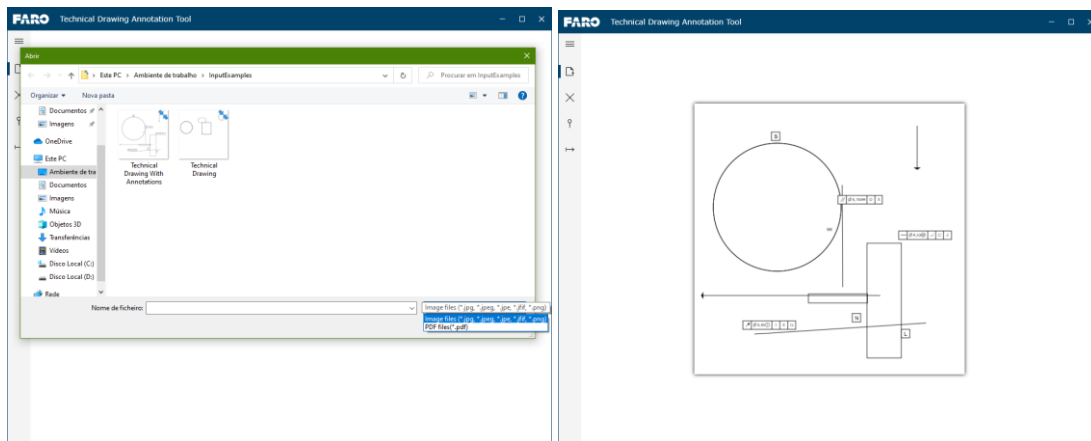 FARO Technical Drawing Annotation Tool
Abrir
Este PC > Ambiente de trabalho > InputExamples
Procurar em InputExamples
Organizar
Nova pasta
Documentos
Imagens
OneDrive
Este PC
Ambiente de tra
Documentos
Imagens
Música
Objetos 3D
Transferências
Vídeos
Disco Local (C:)
Disco Local (D:)
Rede
Technical
Drawing With
Annotations
Technical
Drawing
Nome de ficheiro:
Image files (*.jpg, *.jpeg, *.jpe, *.jfif, *.png)
Image files (*.jpg, *.jpeg, *.jpe, *.jfif, *.png)
PDF files(*.pdf)
FARO Technical Drawing Annotation Tool
L